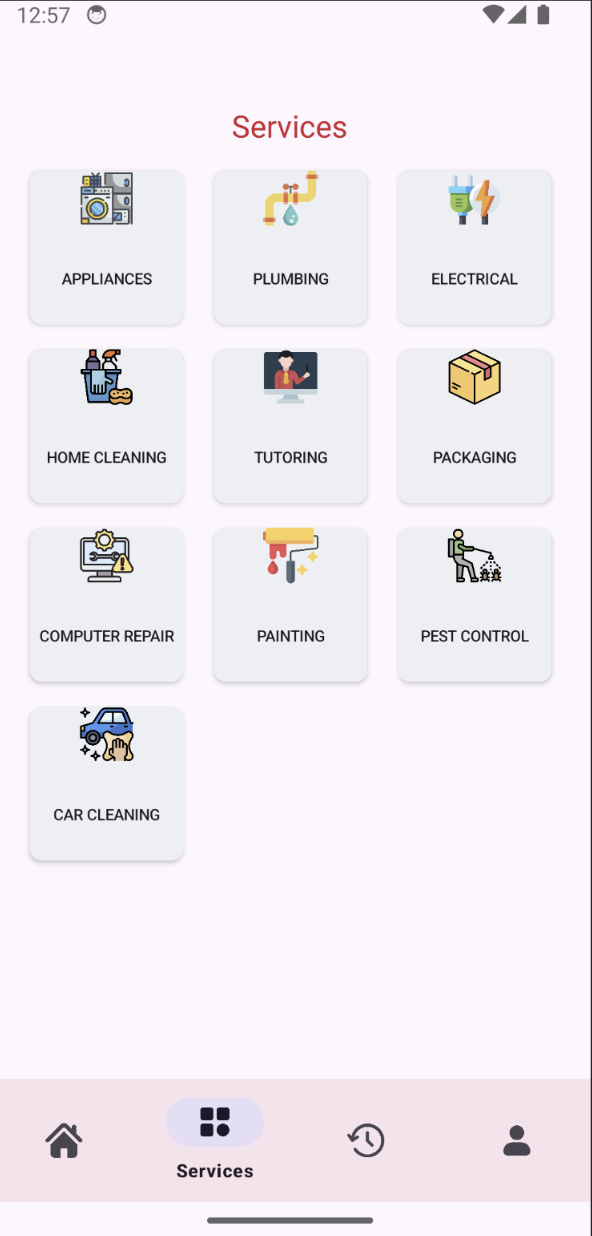 12:57
Services
APPLIANCES
PLUMBING
ELECTRICAL
HOME CLEANING
TUTORING
PACKAGING
COMPUTER REPAIR
PAINTING
PEST CONTROL
CAR CLEANING
Services